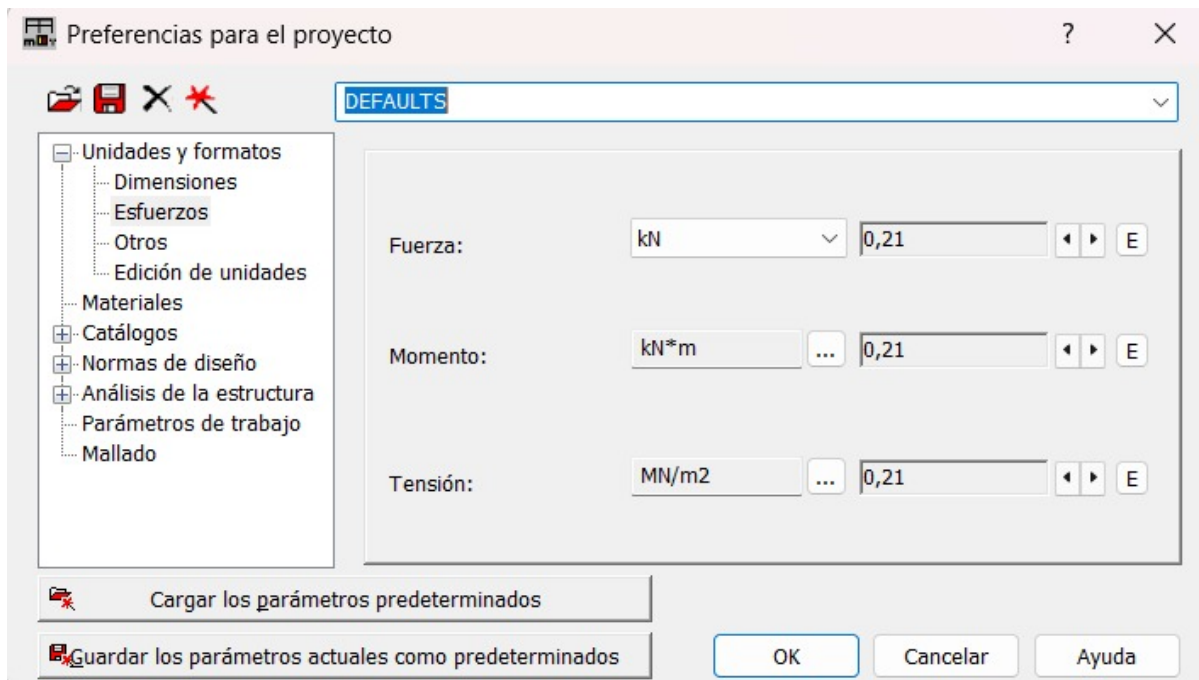 Preferencias para el proyecto
?
DEFAULTS
Unidades y formatos
Dimensiones
Esfuerzos
Otros
Edición de unidades
Materiales
Catálogos
Normas de diseño
Análisis de la estructura
Parámetros de trabajo
Mallado
Fuerza: kN 0,21 E
Momento: kN*m ... 0,21 E
Tensión: MN/m2 ... 0,21 E
Cargar los parámetros predeterminados
Guardar los parámetros actuales como predeterminados
OK Cancelar Ayuda